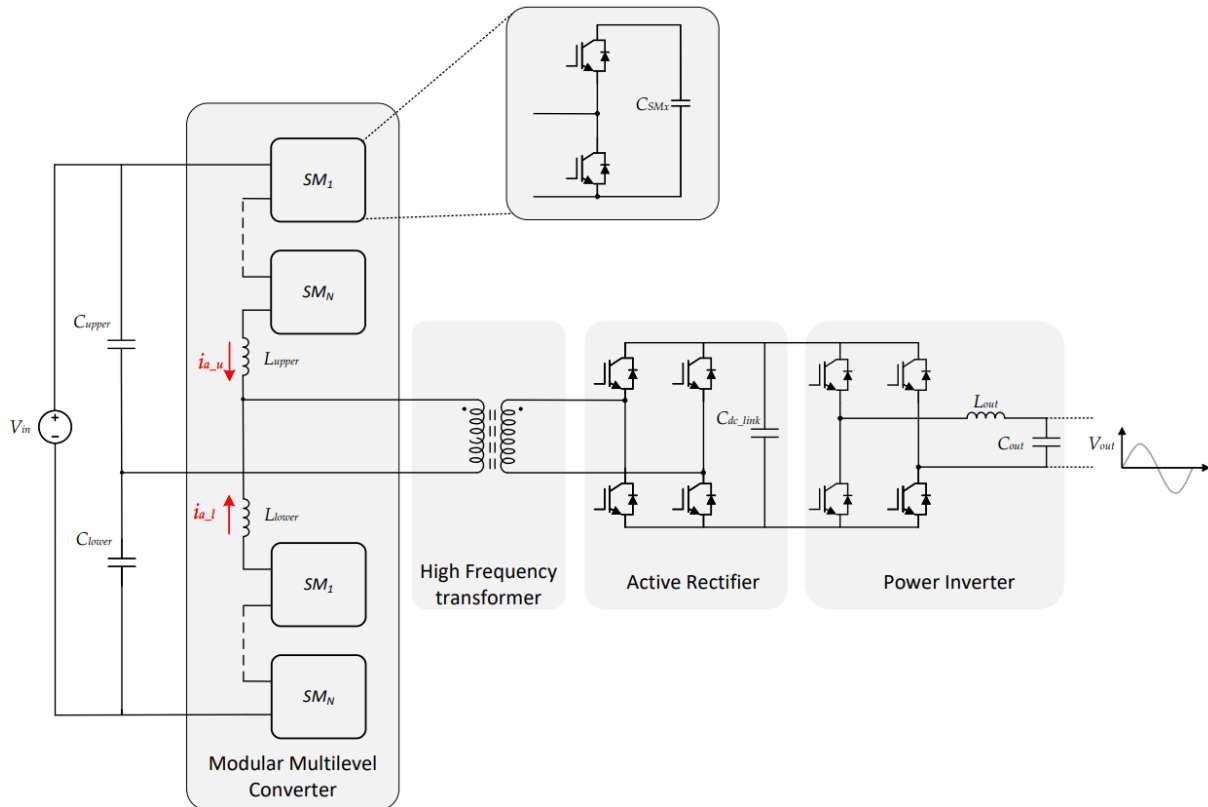 C_SMx
SM_1
SM_N
C_upper
i_a_u
L_upper
V_in
C_dc_link
L_out
C_out
V_out
i_a_l
L_lower
C_lower
SM_1
SM_N
High Frequency
transformer
Active Rectifier
Power Inverter
Modular Multilevel
Converter